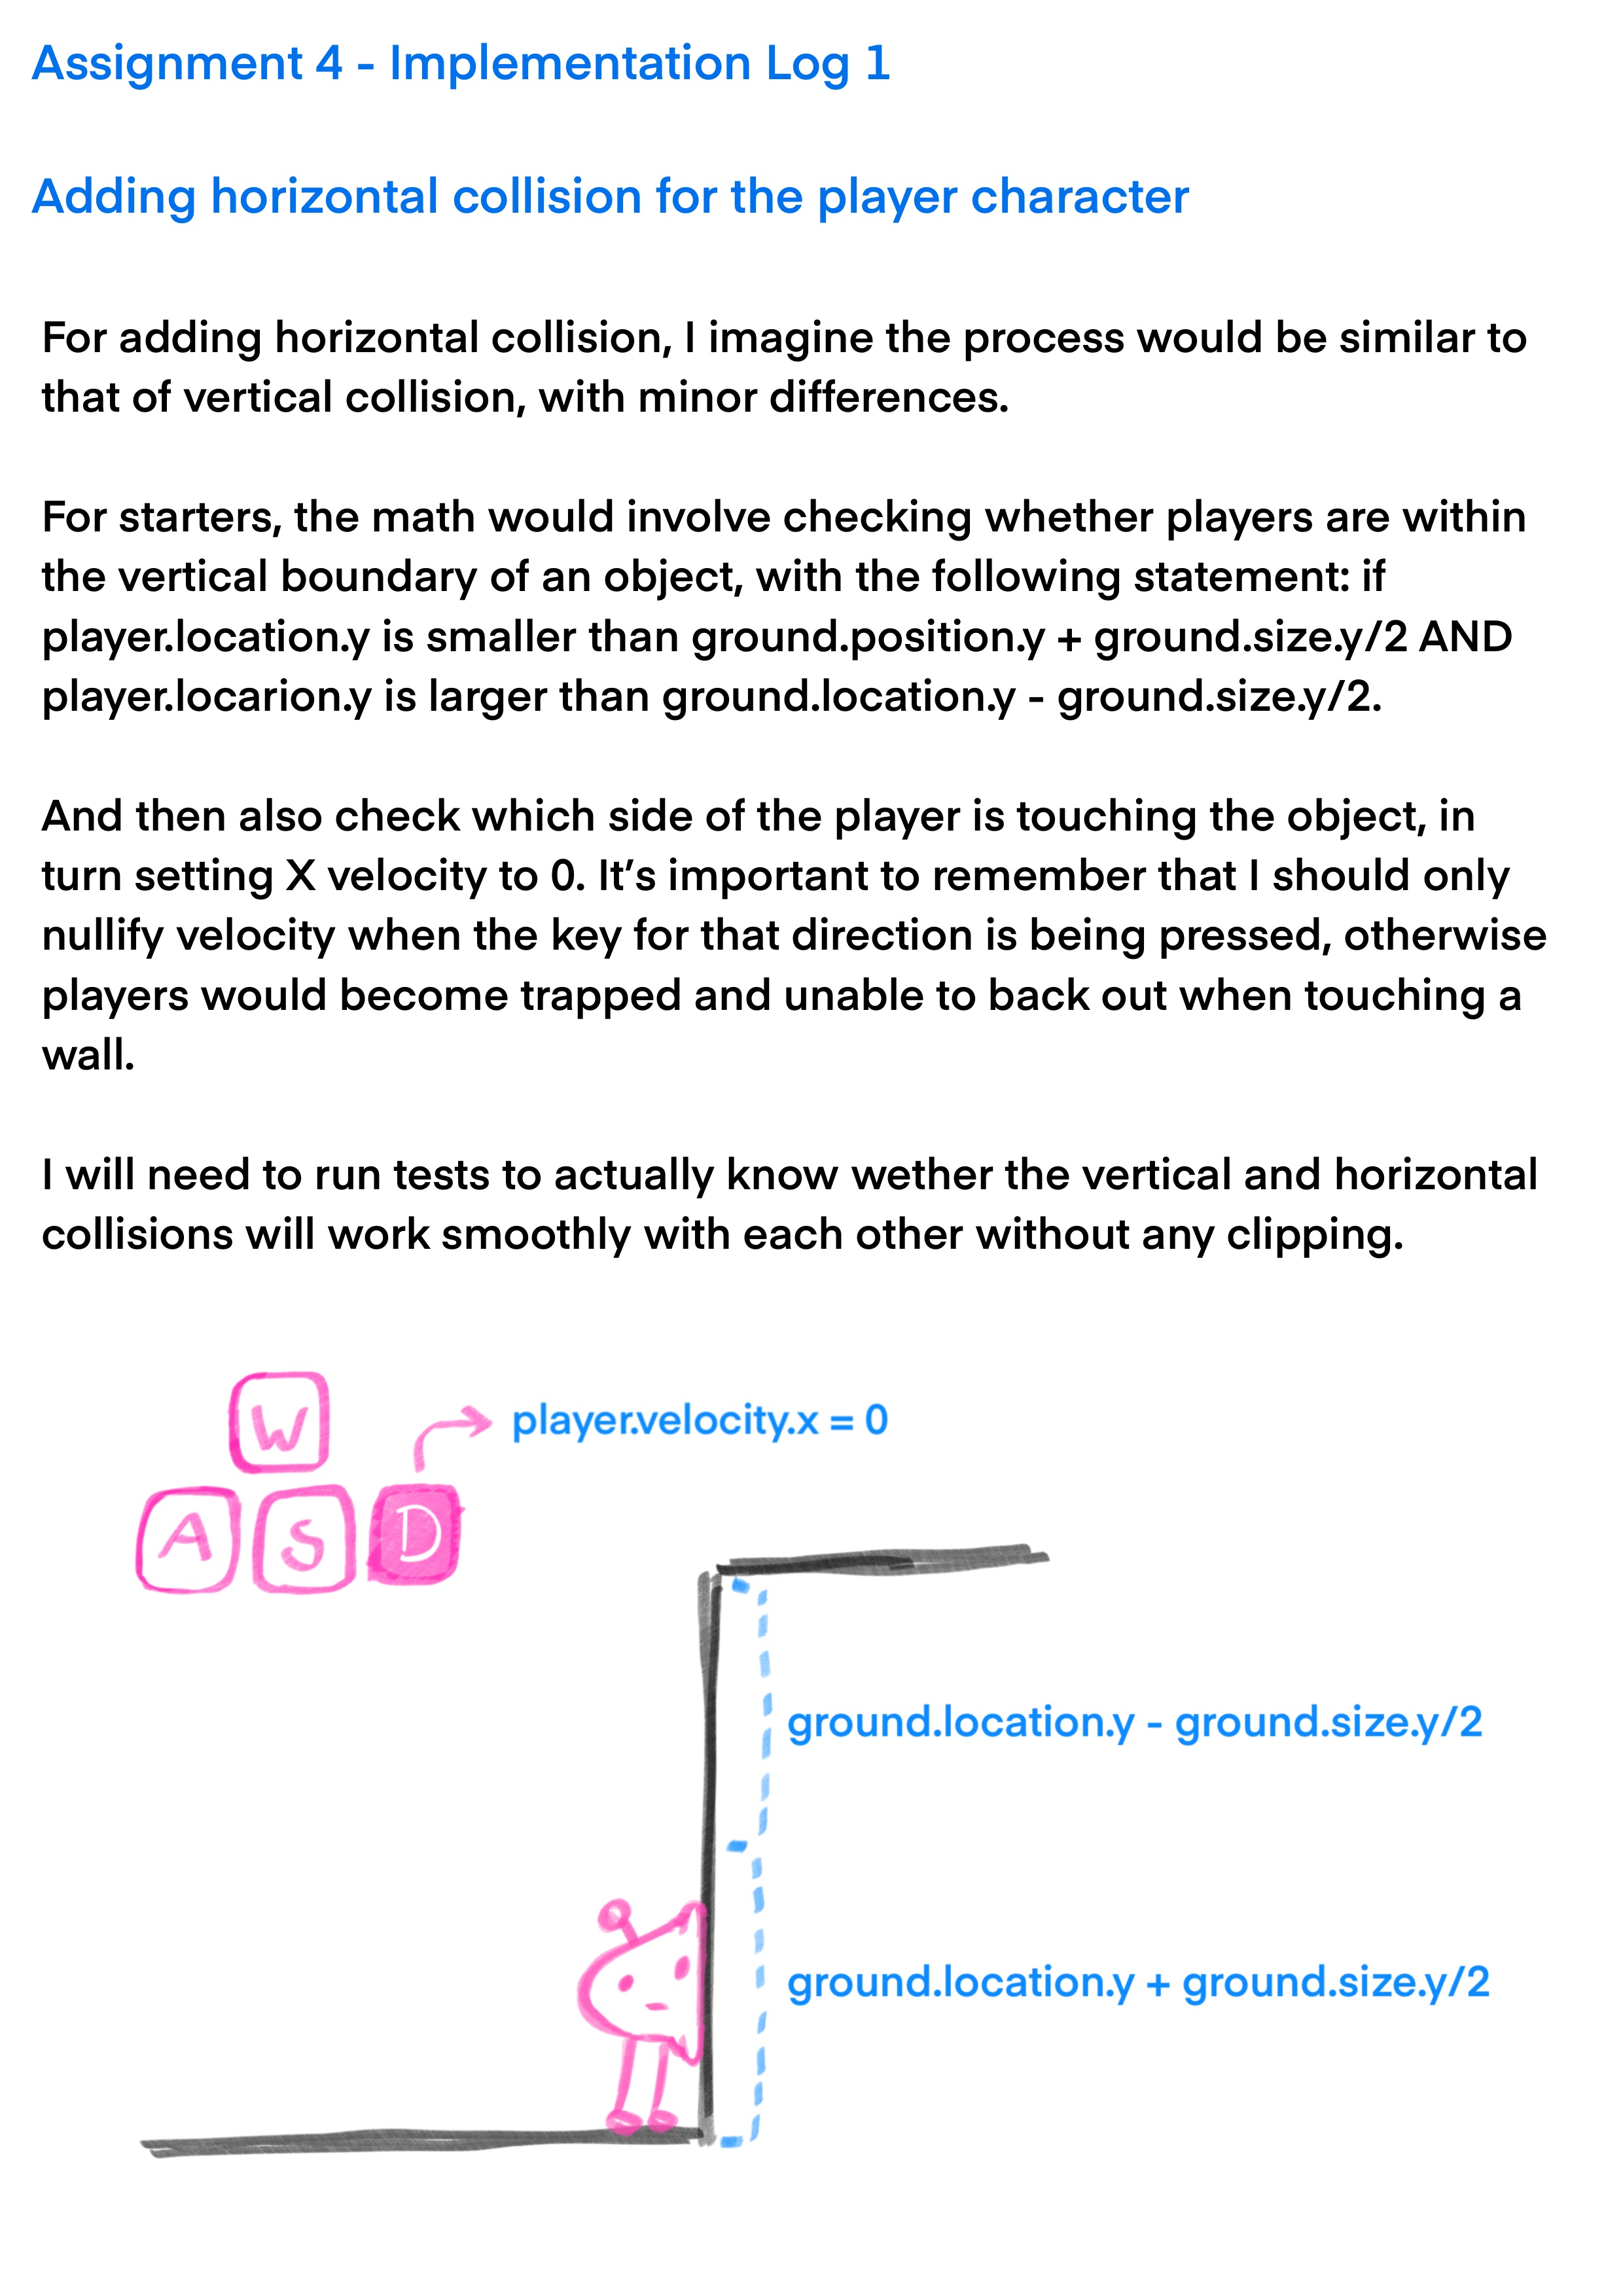 Assignment 4 - Implementation Log 1
Adding horizontal collision for the player character
For adding horizontal collision, I imagine the process would be similar to
that of vertical collision, with minor differences.
For starters, the math would involve checking whether players are within
the vertical boundary of an object, with the following statement: if
player.location.y is smaller than ground.position.y + ground.size.y/2 AND
player.locarion.y is larger than ground.location.y - ground.size.y/2.
And then also check which side of the player is touching the object, in
turn setting X velocity to 0. It’s important to remember that I should only
nullify velocity when the key for that direction is being pressed, otherwise
players would become trapped and unable to back out when touching a
wall.
I will need to run tests to actually know wether the vertical and horizontal
collisions will work smoothly with each other without any clipping.
W
player.velocity.x = 0
A S D
ground.location.y - ground.size.y/2
ground.location.y + ground.size.y/2